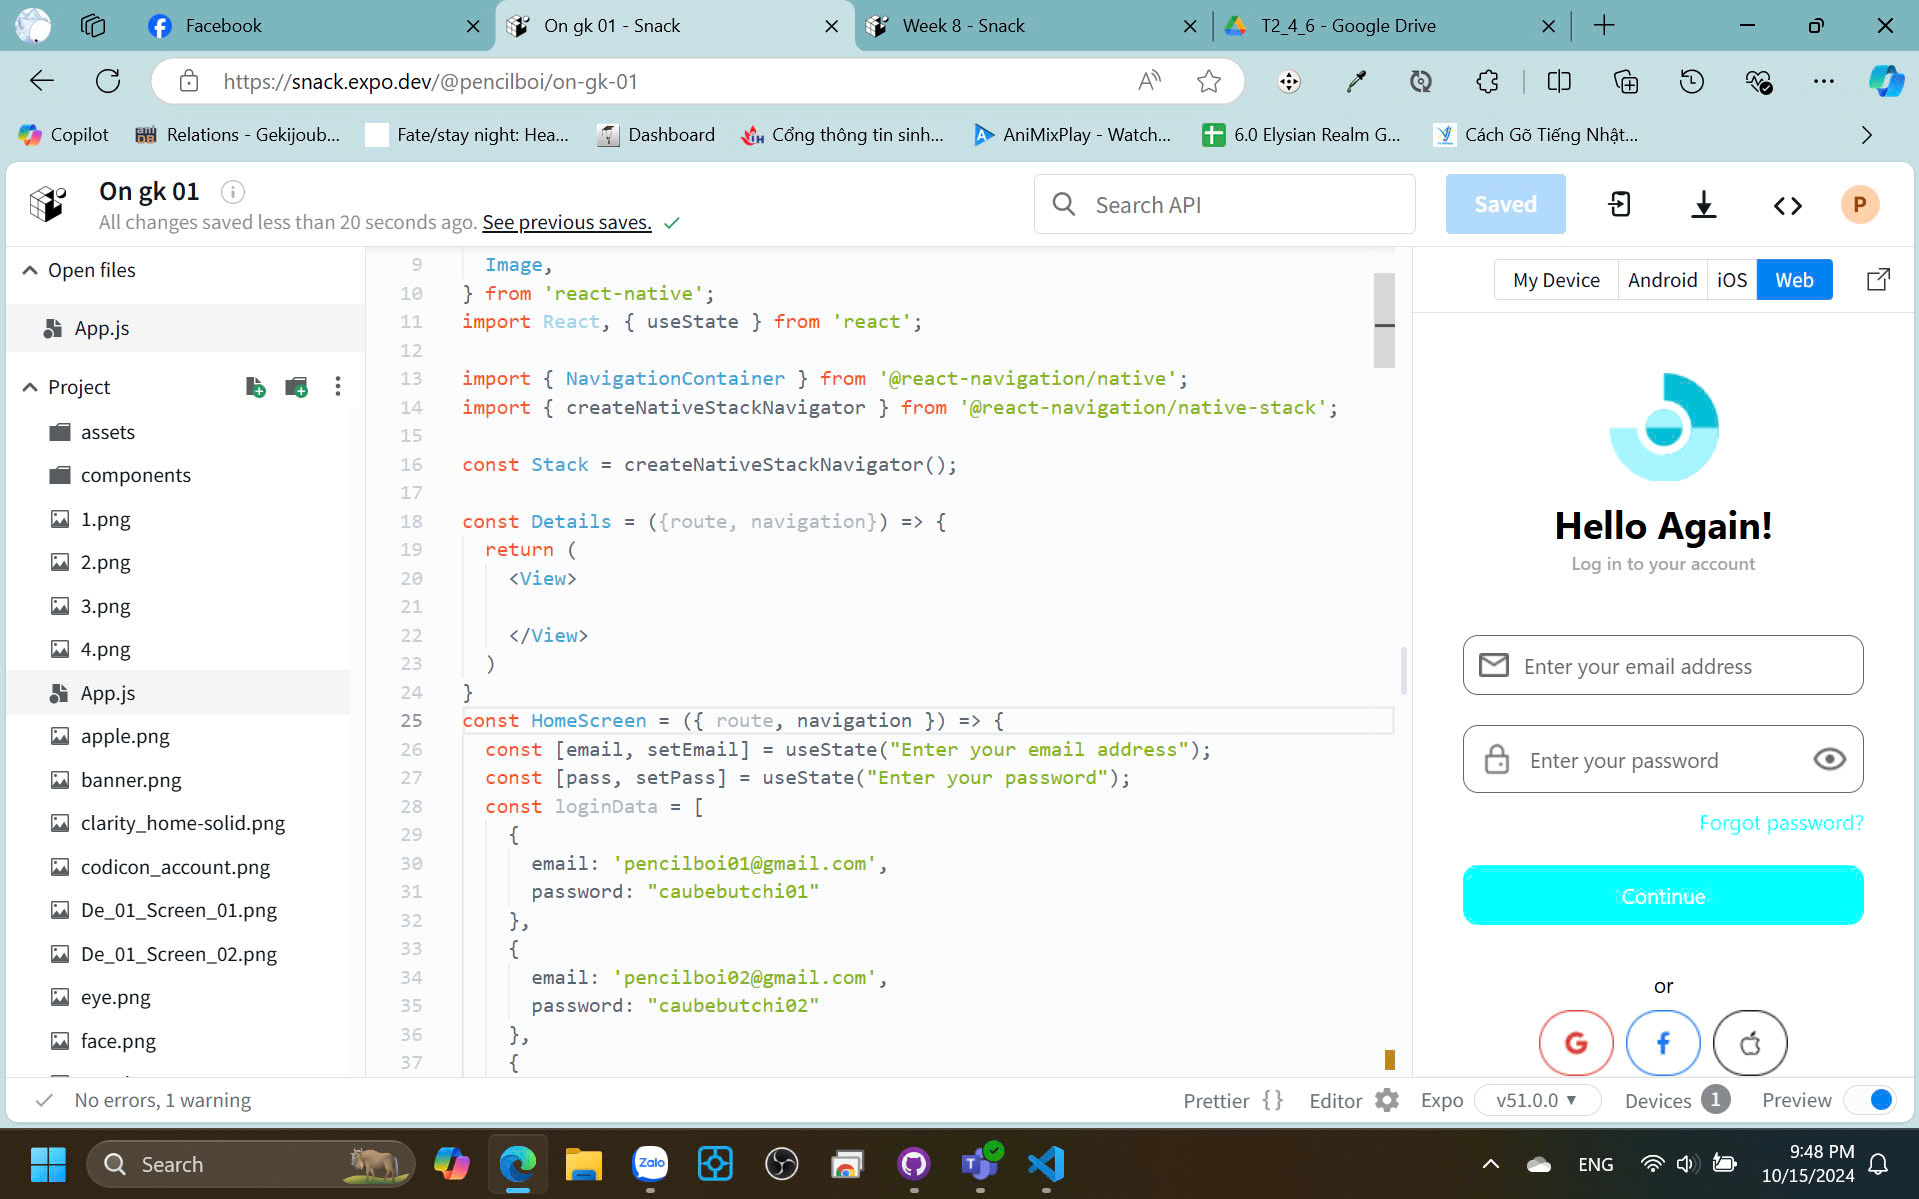 Facebook
On gk 01 - Snack
Week 8 - Snack
T2_4_6 - Google Drive
https://snack.expo.dev/@pencilboi/on-gk-01
Copilot
Relations - Gekijoub...
Fate/stay night: Hea...
Dashboard
Cổng thông tin sinh...
AniMixPlay - Watch...
6.0 Elysian Realm G...
Cách Gõ Tiếng Nhật...
On gk 01
All changes saved less than 20 seconds ago. See previous saves.
Search API
Saved
P
Open files
App.js
Project
assets
components
1.png
2.png
3.png
4.png
App.js
apple.png
banner.png
clarity_home-solid.png
codicon_account.png
De_01_Screen_01.png
De_01_Screen_02.png
eye.png
face.png
9 Image,
10 } from 'react-native';
11 import React, { useState } from 'react';
12
13 import { NavigationContainer } from '@react-navigation/native';
14 import { createNativeStackNavigator } from '@react-navigation/native-stack';
15
16 const Stack = createNativeStackNavigator();
17
18 const Details = ({route, navigation}) => {
19 return (
20 <View>
21
22 </View>
23 )
24 }
25 const HomeScreen = ({ route, navigation }) => {
26 const [email, setEmail] = useState("Enter your email address");
27 const [pass, setPass] = useState("Enter your password");
28 const loginData = [
29 {
30 email: 'pencilboi01@gmail.com',
31 password: "caubebutchi01"
32 },
33 {
34 email: 'pencilboi02@gmail.com',
35 password: "caubebutchi02"
36 },
37 {
My Device
Android
iOS
Web
Hello Again!
Log in to your account
Enter your email address
Enter your password
Forgot password?
Continue
or
G
f
No errors, 1 warning
Prettier {}
Editor
Expo
v51.0.0
Devices 1
Preview
Search
Zalo
ENG
9:48 PM
10/15/2024